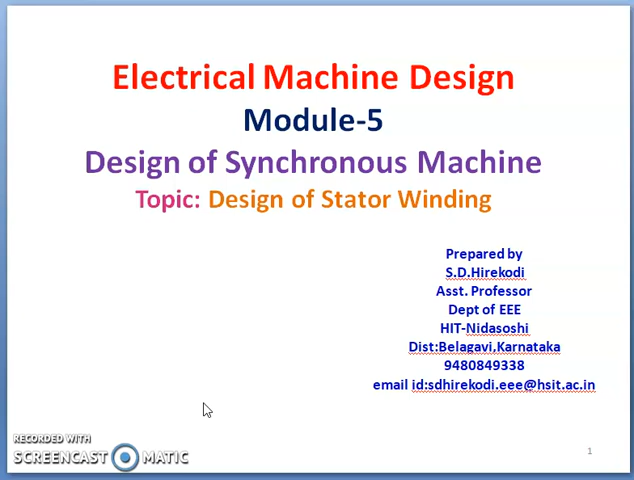 Electrical Machine Design
Module-5
Design of Synchronous Machine
Topic: Design of Stator Winding
Prepared by
S.D.Hirekodi
Asst. Professor
Dept of EEE
HIT-Nidasoshi
Dist:Belagavi,Karnataka
9480849338
email id:sdhirekodi.eee@hsit.ac.in
RECORDED WITH
SCREENCAST MATIC
1